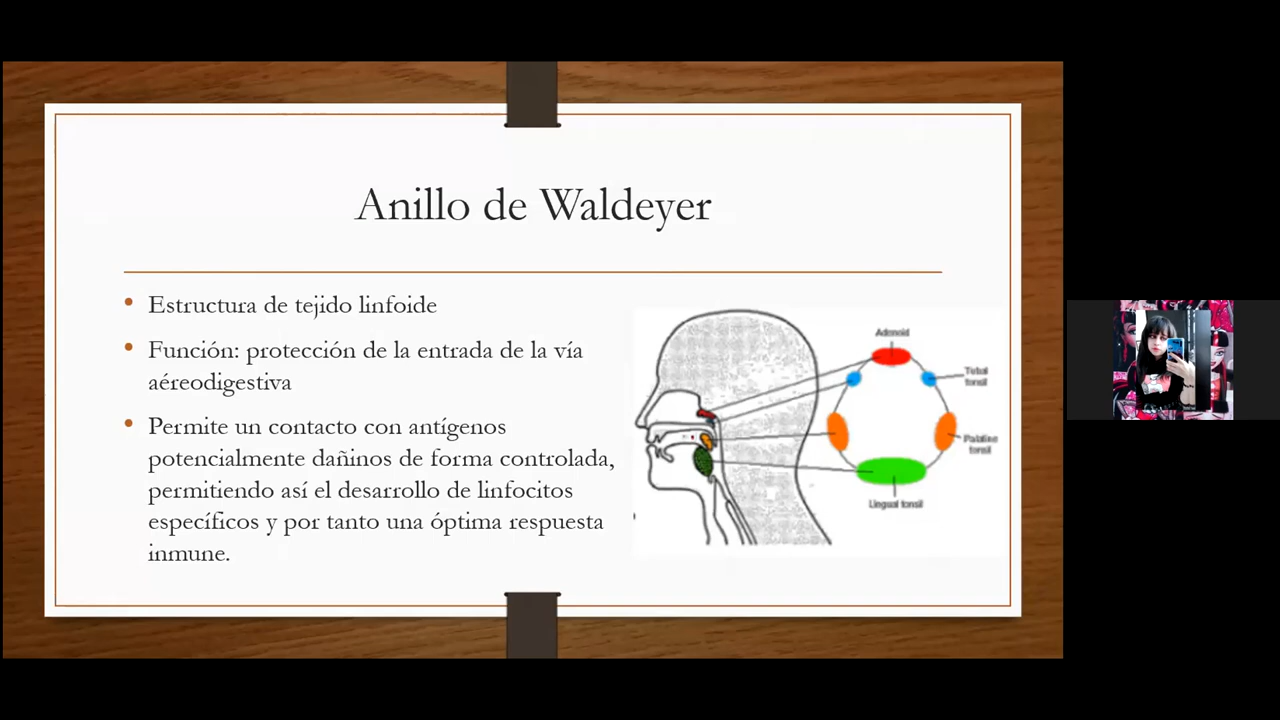 Anillo de Waldeyer
Estructura de tejido linfoide
Función: protección de la entrada de la vía
aéreodigestiva
Permite un contacto con antígenos
potencialmente dañinos de forma controlada,
permitiendo así el desarrollo de linfocitos
específicos y por tanto una óptima respuesta
inmune.
Adenoid
Tubal
tonsil
Palatine
tonsil
Lingual tonsil